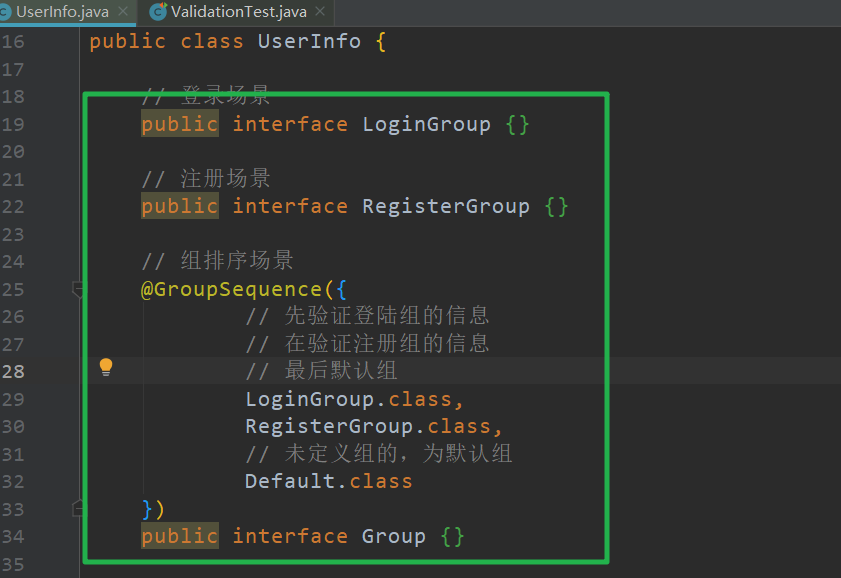 UserInfo.java × ValidationTest.java ×
16 public class UserInfo {
17
18 // 登录场景
19 public interface LoginGroup {}
20
21 // 注册场景
22 public interface RegisterGroup {}
23
24 // 组排序场景
25 @GroupSequence({
26 // 先验证登陆组的信息
27 // 在验证注册组的信息
28 // 最后默认组
29 LoginGroup.class,
30 RegisterGroup.class,
31 // 未定义组的，为默认组
32 Default.class
33 })
34 public interface Group {}
35